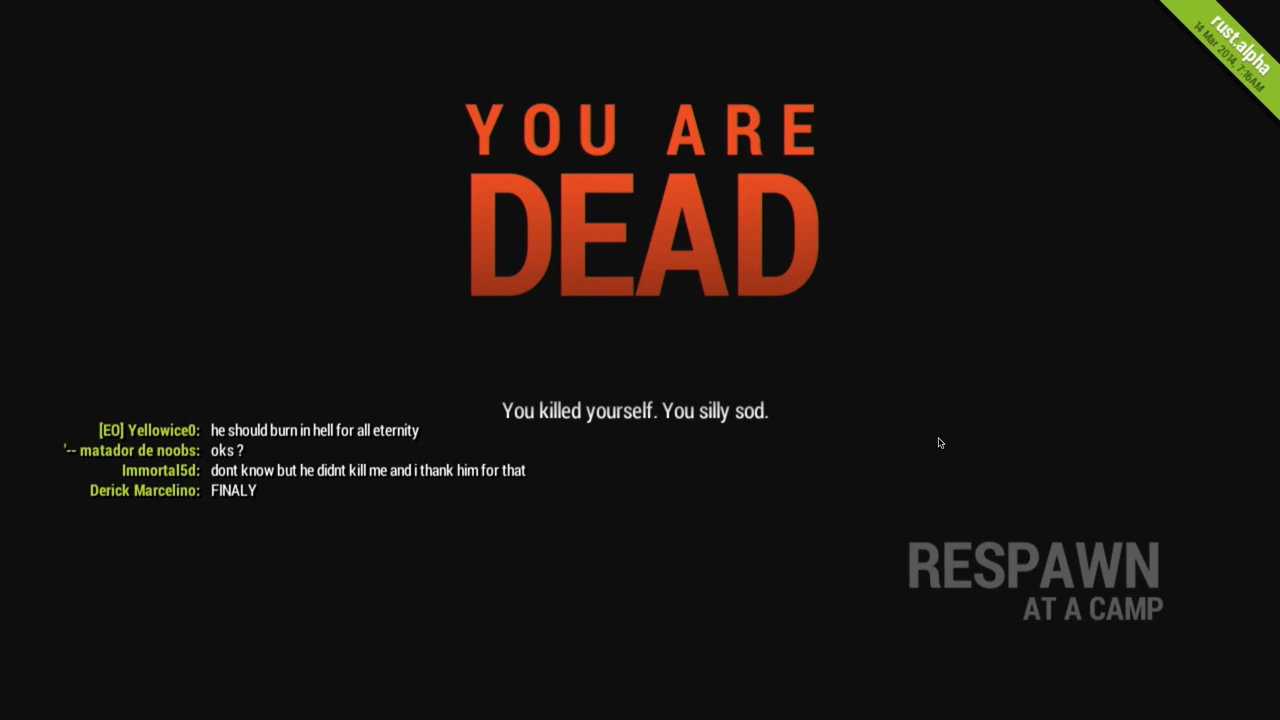 rust.alpha
14 Mar 2014, 7:16AM
YOU ARE
DEAD
You killed yourself. You silly sod.
[EO] Yellowice0: he should burn in hell for all eternity
'-- matador de noobs: oks ?
Immortal5d: dont know but he didnt kill me and i thank him for that
Derick Marcelino: FINALY
RESPAWN
AT A CAMP